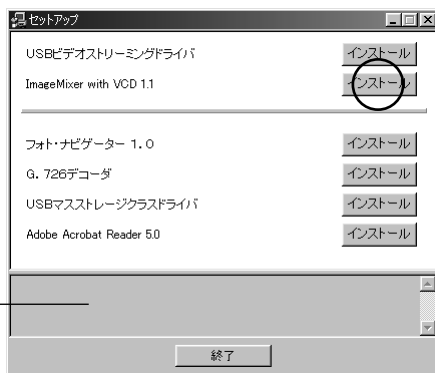 セットアップ
USBビデオストリーミングドライバ インストール
ImageMixer with VCD 1.1 インストール
フォト・ナビゲーター 1.0 インストール
G. 726デコーダ インストール
USBマスストレージクラスドライバ インストール
Adobe Acrobat Reader 5.0 インストール
終了